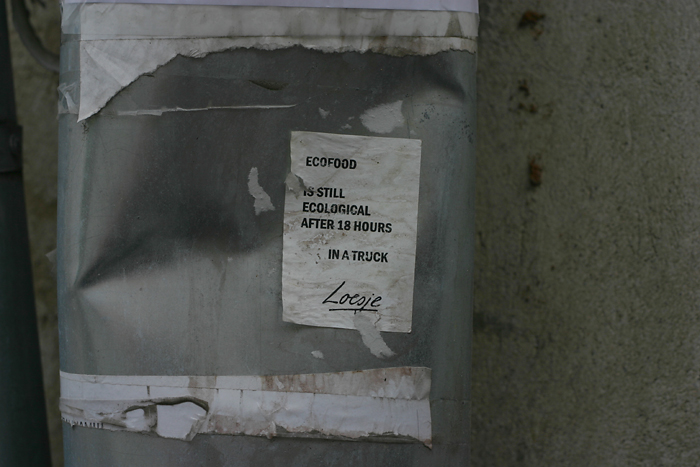 ECOFOOD
IS STILL
ECOLOGICAL
AFTER 18 HOURS
IN A TRUCK
Loesje